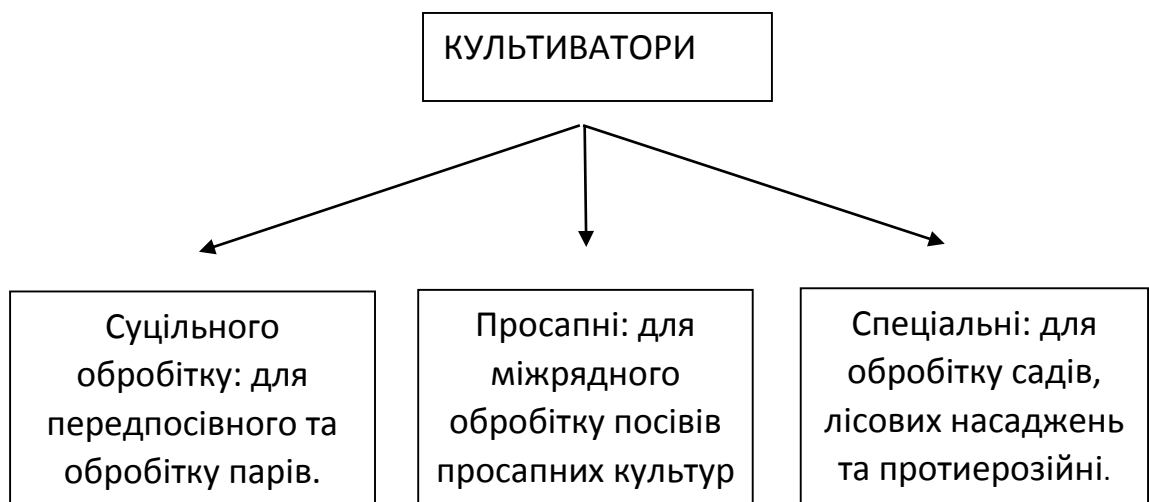 КУЛЬТИВАТОРИ
Суцільного
обробітку: для
передпосівного та
обробітку парів.
Просапні: для
міжрядного
обробітку посівів
просапних культур
Спеціальні: для
обробітку садів,
лісових насаджень
та протиерозійні.